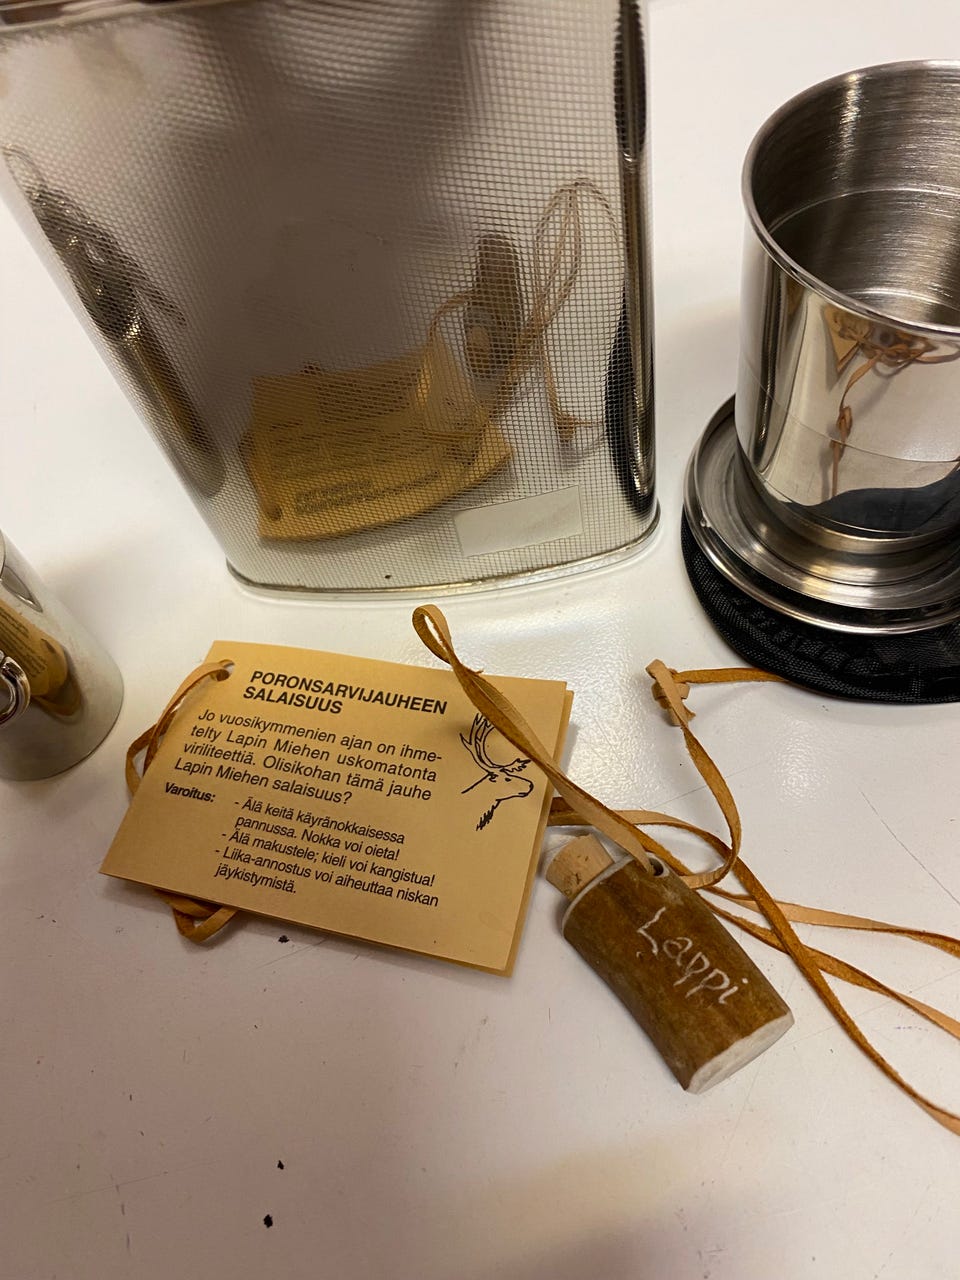 PORONSARVIJAUHEEN
SALAISUUS
Jo vuosikymmenien ajan on ihme-
telty Lapin Miehen uskomatonta
viriliteettiä. Olisikohan tämä jauhe
Lapin Miehen salaisuus?
Varoitus: - Älä keitä käyränokkaisessa
pannussa. Nokka voi oieta!
- Älä makustele; kieli voi kangistua!
- Liika-annostus voi aiheuttaa niskan
jäykistymistä.
Lappi